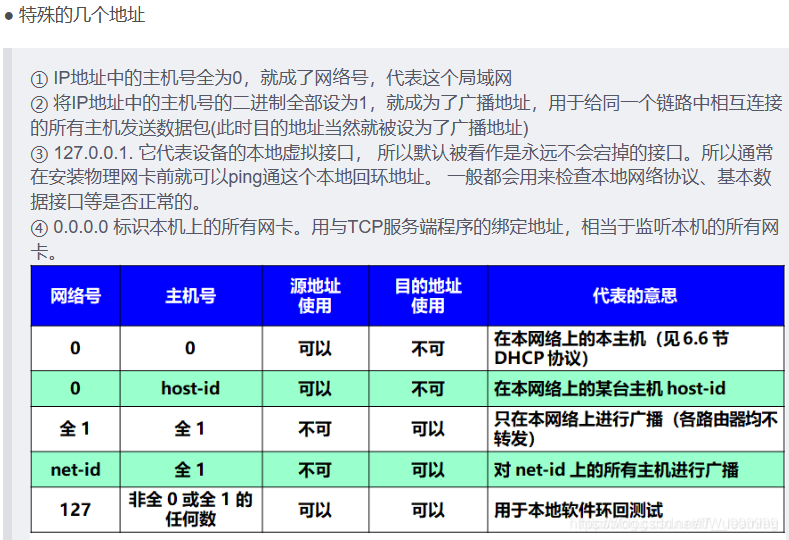 ● 特殊的几个地址
① IP地址中的主机号全为0，就成了网络号，代表这个局域网
② 将IP地址中的主机号的二进制全部设为1，就成为了广播地址，用于给同一个链路中相互连接
的所有主机发送数据包(此时目的地址当然就被设为了广播地址)
③ 127.0.0.1. 它代表设备的本地虚拟接口， 所以默认被看作是永远不会宕掉的接口。所以通常
在安装物理网卡前就可以ping通这个本地回环地址。 一般都会用来检查本地网络协议、基本数
据接口等是否正常的。
④ 0.0.0.0 标识本机上的所有网卡。用与TCP服务端程序的绑定地址，相当于监听本机的所有网
卡。
网络号 主机号 源地址 目的地址 代表的意思
使用 使用
0 0 可以 不可 在本网络上的本主机（见 6.6 节
DHCP 协议）
0 host-id 可以 不可 在本网络上的某台主机 host-id
全 1 全 1 不可 可以 只在本网络上进行广播（各路由器均不
转发）
net-id 全 1 不可 可以 对 net-id 上的所有主机进行广播
127 非全 0 或全 1 的 可以 可以 用于本地软件环回测试
任何数